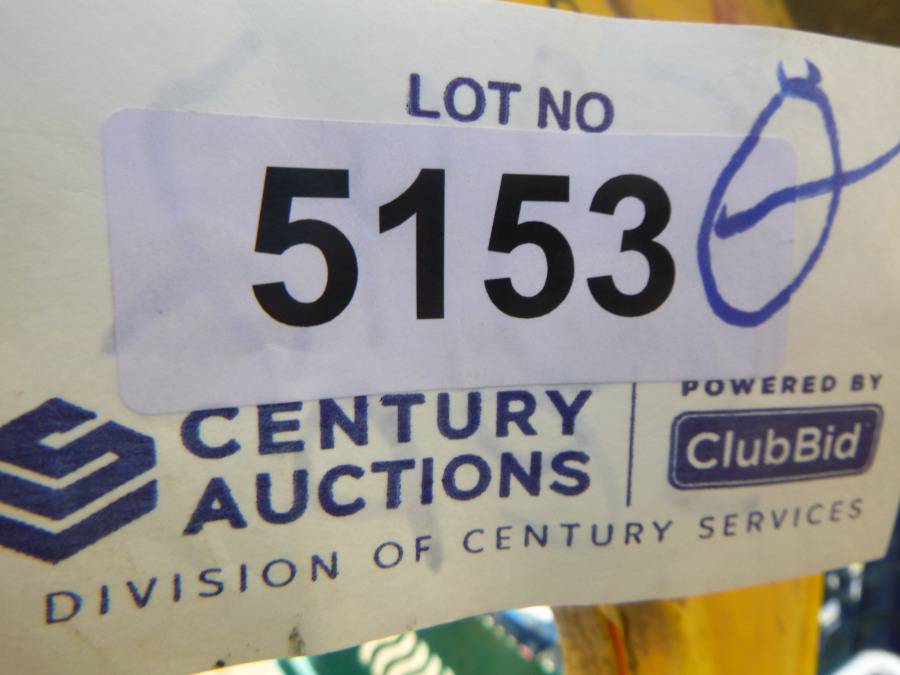 LOT NO
5153
CENTURY
AUCTIONS
POWERED BY
ClubBid
DIVISION OF CENTURY SERVICES